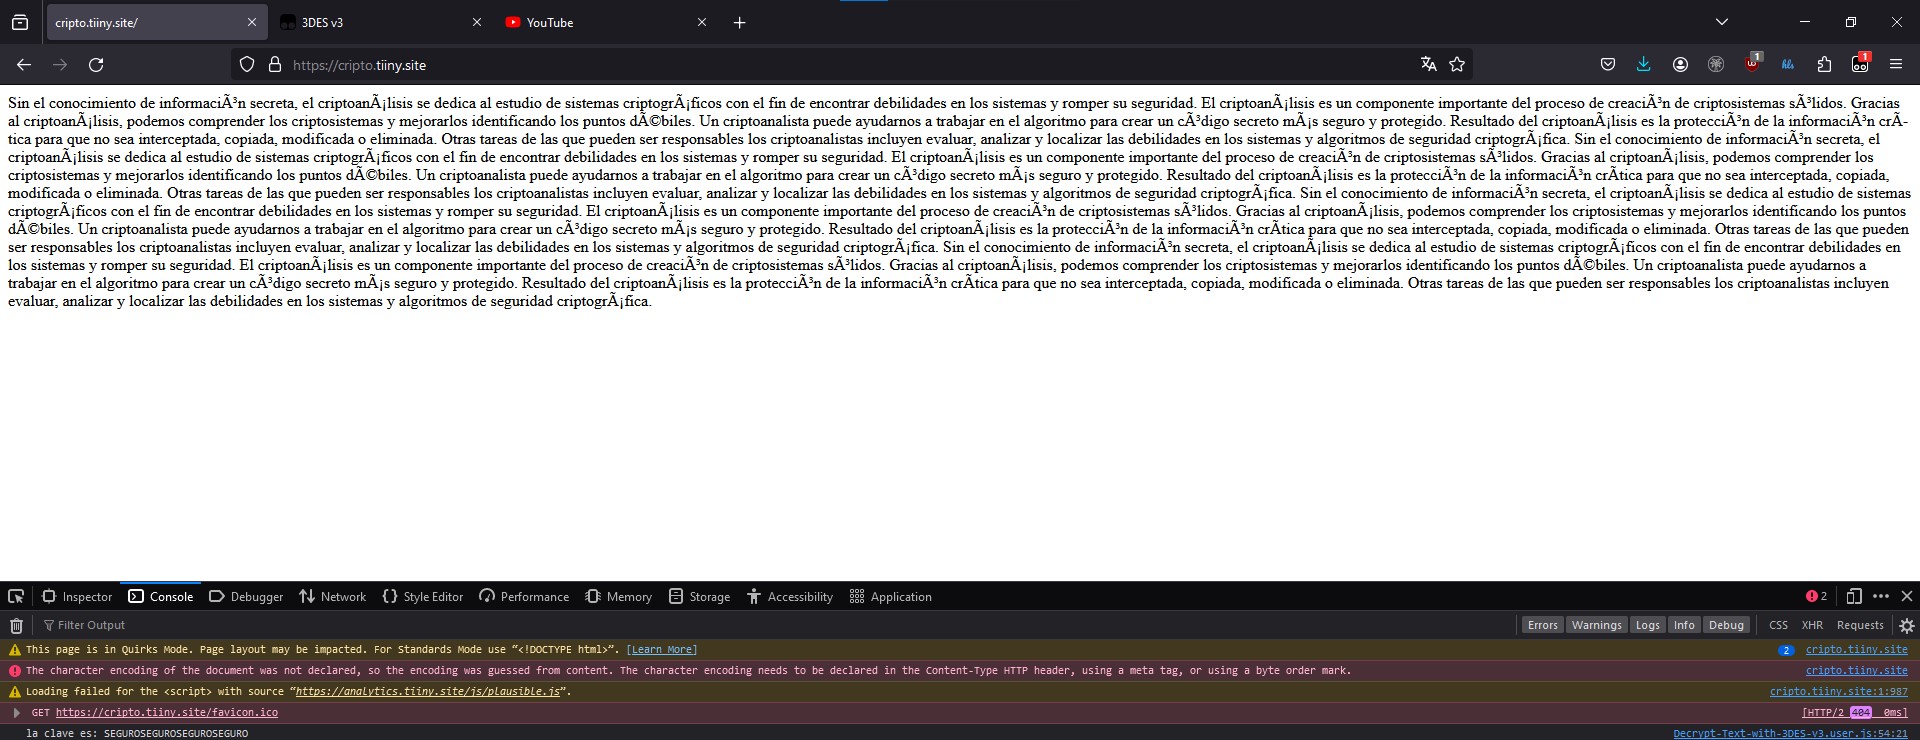 cripto.tiiny.site/
3DES v3
YouTube
https://cripto.tiiny.site
1
hls
1
Sin el conocimiento de informaciÃ³n secreta, el criptoanÃ¡lisis se dedica al estudio de sistemas criptogrÃ¡ficos con el fin de encontrar debilidades en los sistemas y romper su seguridad. El criptoanÃ¡lisis es un componente importante del proceso de creaciÃ³n de criptosistemas sÃ³lidos. Gracias
al criptoanÃ¡lisis, podemos comprender los criptosistemas y mejorarlos identificando los puntos dÃ©biles. Un criptoanalista puede ayudarnos a trabajar en el algoritmo para crear un cÃ³digo secreto mÃ¡s seguro y protegido. Resultado del criptoanÃ¡lisis es la protecciÃ³n de la informaciÃ³n crÃ-
tica para que no sea interceptada, copiada, modificada o eliminada. Otras tareas de las que pueden ser responsables los criptoanalistas incluyen evaluar, analizar y localizar las debilidades en los sistemas y algoritmos de seguridad criptogrÃ¡fica. Sin el conocimiento de informaciÃ³n secreta, el
criptoanÃ¡lisis se dedica al estudio de sistemas criptogrÃ¡ficos con el fin de encontrar debilidades en los sistemas y romper su seguridad. El criptoanÃ¡lisis es un componente importante del proceso de creaciÃ³n de criptosistemas sÃ³lidos. Gracias al criptoanÃ¡lisis, podemos comprender los
criptosistemas y mejorarlos identificando los puntos dÃ©biles. Un criptoanalista puede ayudarnos a trabajar en el algoritmo para crear un cÃ³digo secreto mÃ¡s seguro y protegido. Resultado del criptoanÃ¡lisis es la protecciÃ³n de la informaciÃ³n crÃtica para que no sea interceptada, copiada,
modificada o eliminada. Otras tareas de las que pueden ser responsables los criptoanalistas incluyen evaluar, analizar y localizar las debilidades en los sistemas y algoritmos de seguridad criptogrÃ¡fica. Sin el conocimiento de informaciÃ³n secreta, el criptoanÃ¡lisis se dedica al estudio de sistemas
criptogrÃ¡ficos con el fin de encontrar debilidades en los sistemas y romper su seguridad. El criptoanÃ¡lisis es un componente importante del proceso de creaciÃ³n de criptosistemas sÃ³lidos. Gracias al criptoanÃ¡lisis, podemos comprender los criptosistemas y mejorarlos identificando los puntos
dÃ©biles. Un criptoanalista puede ayudarnos a trabajar en el algoritmo para crear un cÃ³digo secreto mÃ¡s seguro y protegido. Resultado del criptoanÃ¡lisis es la protecciÃ³n de la informaciÃ³n crÃtica para que no sea interceptada, copiada, modificada o eliminada. Otras tareas de las que pueden
ser responsables los criptoanalistas incluyen evaluar, analizar y localizar las debilidades en los sistemas y algoritmos de seguridad criptogrÃ¡fica. Sin el conocimiento de informaciÃ³n secreta, el criptoanÃ¡lisis se dedica al estudio de sistemas criptogrÃ¡ficos con el fin de encontrar debilidades en
los sistemas y romper su seguridad. El criptoanÃ¡lisis es un componente importante del proceso de creaciÃ³n de criptosistemas sÃ³lidos. Gracias al criptoanÃ¡lisis, podemos comprender los criptosistemas y mejorarlos identificando los puntos dÃ©biles. Un criptoanalista puede ayudarnos a
trabajar en el algoritmo para crear un cÃ³digo secreto mÃ¡s seguro y protegido. Resultado del criptoanÃ¡lisis es la protecciÃ³n de la informaciÃ³n crÃtica para que no sea interceptada, copiada, modificada o eliminada. Otras tareas de las que pueden ser responsables los criptoanalistas incluyen
evaluar, analizar y localizar las debilidades en los sistemas y algoritmos de seguridad criptogrÃ¡fica.
Inspector Console Debugger Network Style Editor Performance Memory Storage Accessibility Application 2
Filter Output Errors Warnings Logs Info Debug CSS XHR Requests
This page is in Quirks Mode. Page layout may be impacted. For Standards Mode use “<!DOCTYPE html>”. [Learn More] 2 cripto.tiiny.site
The character encoding of the document was not declared, so the encoding was guessed from content. The character encoding needs to be declared in the Content-Type HTTP header, using a meta tag, or using a byte order mark. cripto.tiiny.site
Loading failed for the <script> with source “https://analytics.tiiny.site/js/plausible.js”. cripto.tiiny.site:1:987
GET https://cripto.tiiny.site/favicon.ico [HTTP/2 404 0ms]
la clave es: SEGUROSEGUROSEGUROSEGURO Decrypt-Text-with-3DES-v3.user.js:54:21